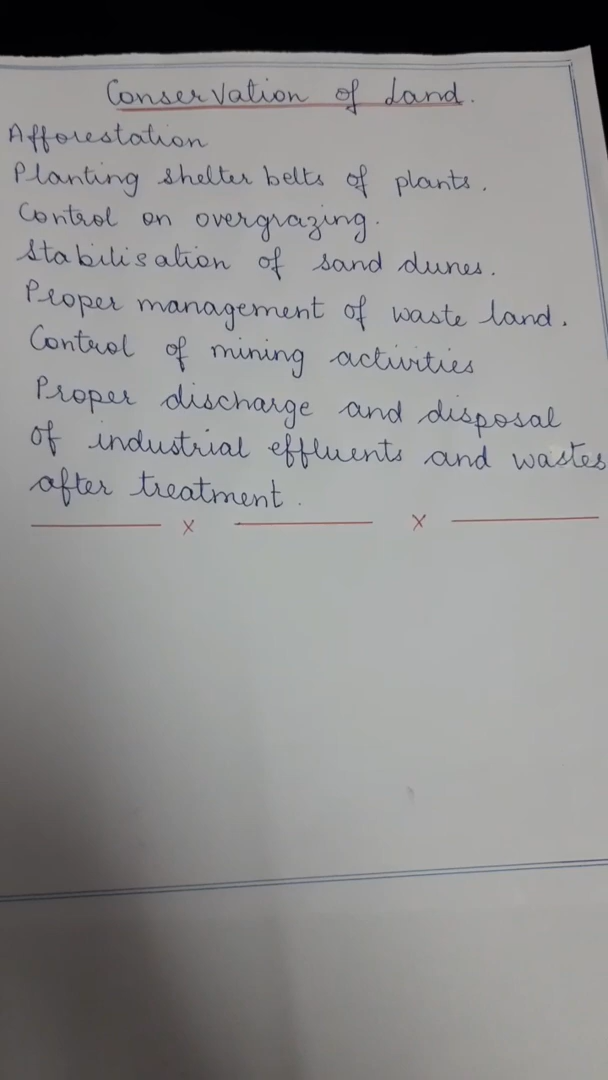 Conservation of Land.
Afforestation
Planting shelter belts of plants.
Control on overgrazing.
Stabilisation of sand dunes.
Proper management of waste land.
Control of mining activities
Proper discharge and disposal
of industrial effluents and wastes
after treatment.
x x